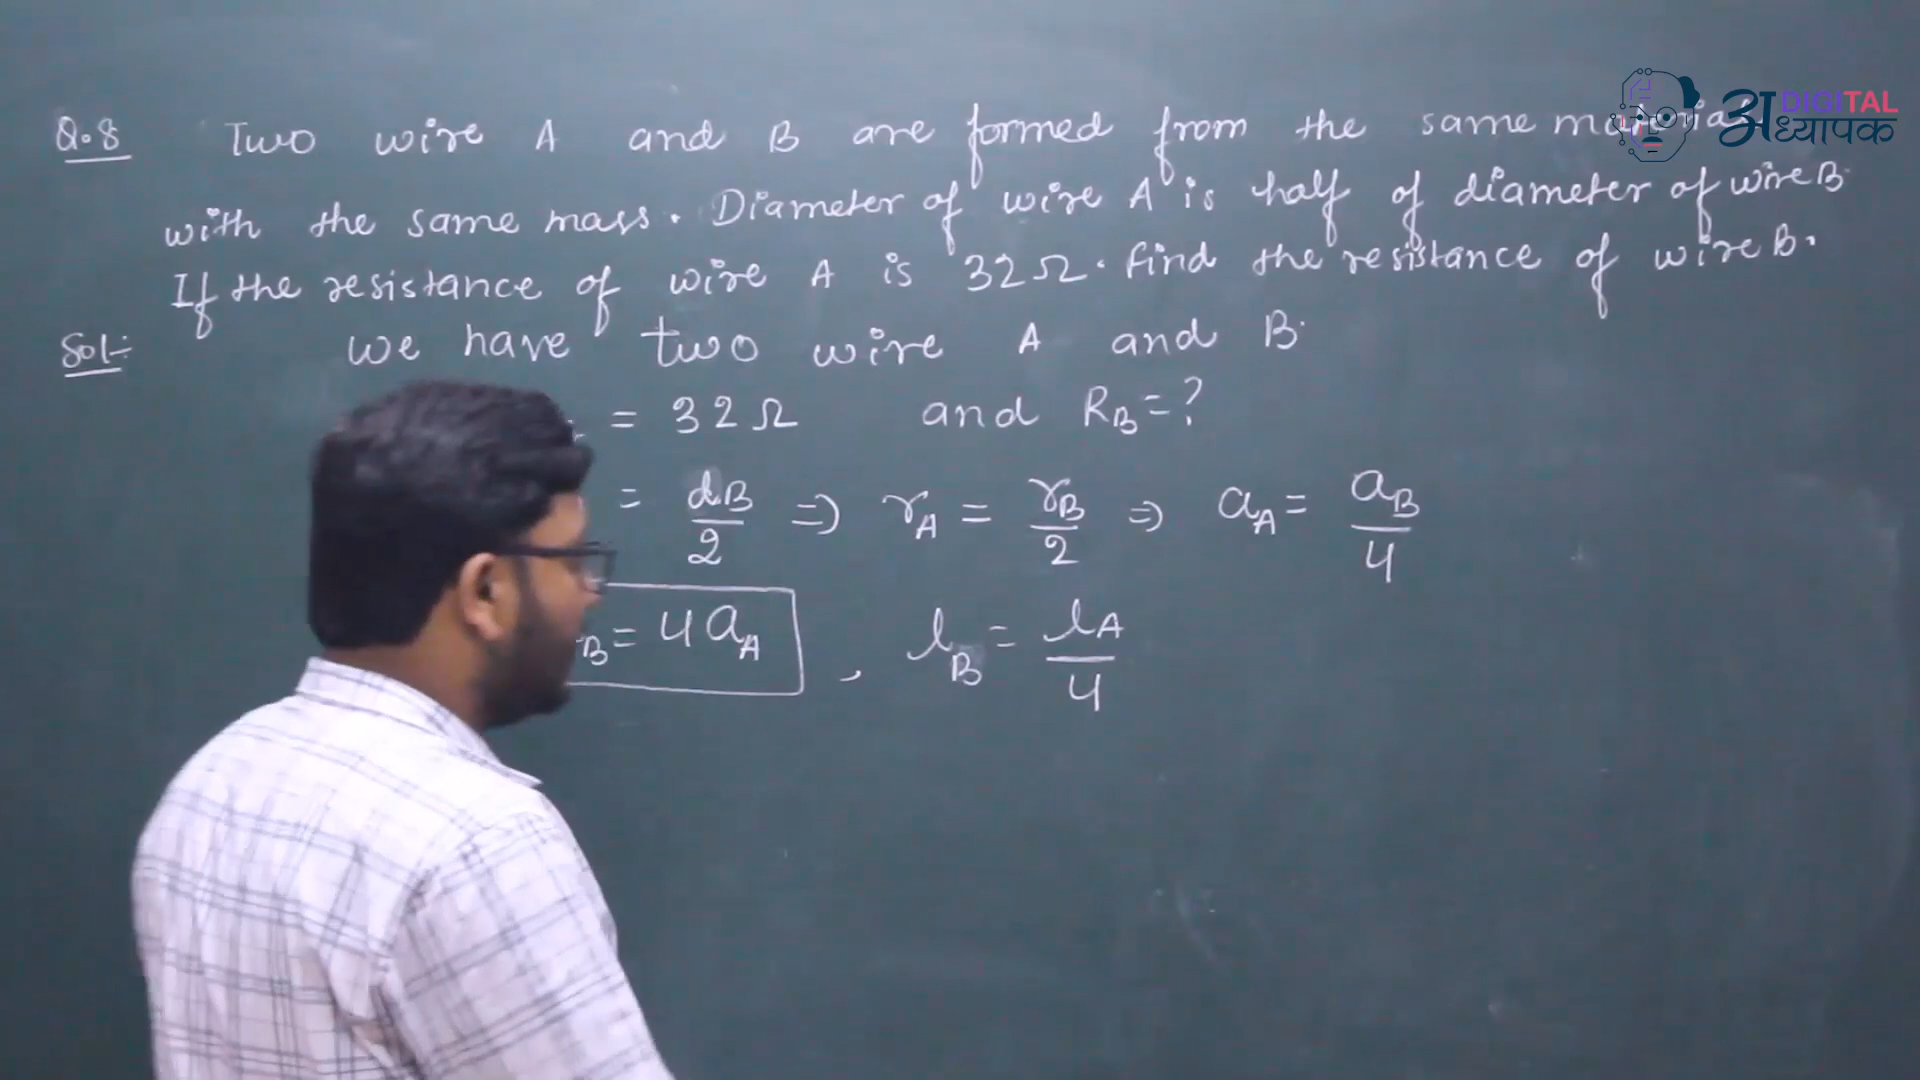 अध्यापक DIGITAL
Q.8 Two wire A and B are formed from the same
with the same mass. Diameter of wire A is half of diameter of wire B.
If the resistance of wire A is 32Ω. find the resistance of wire B.
Sol:- we have two wire A and B.
= 32Ω and R_B = ?
= d_B/2 ⇒ r_A = r_B/2 ⇒ a_A = a_B/4
B = 4a_A , l_B = l_A/4